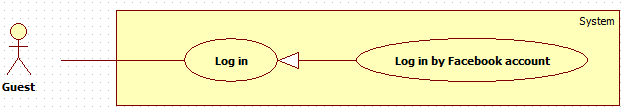 System
Log in
Log in by Facebook account
Guest